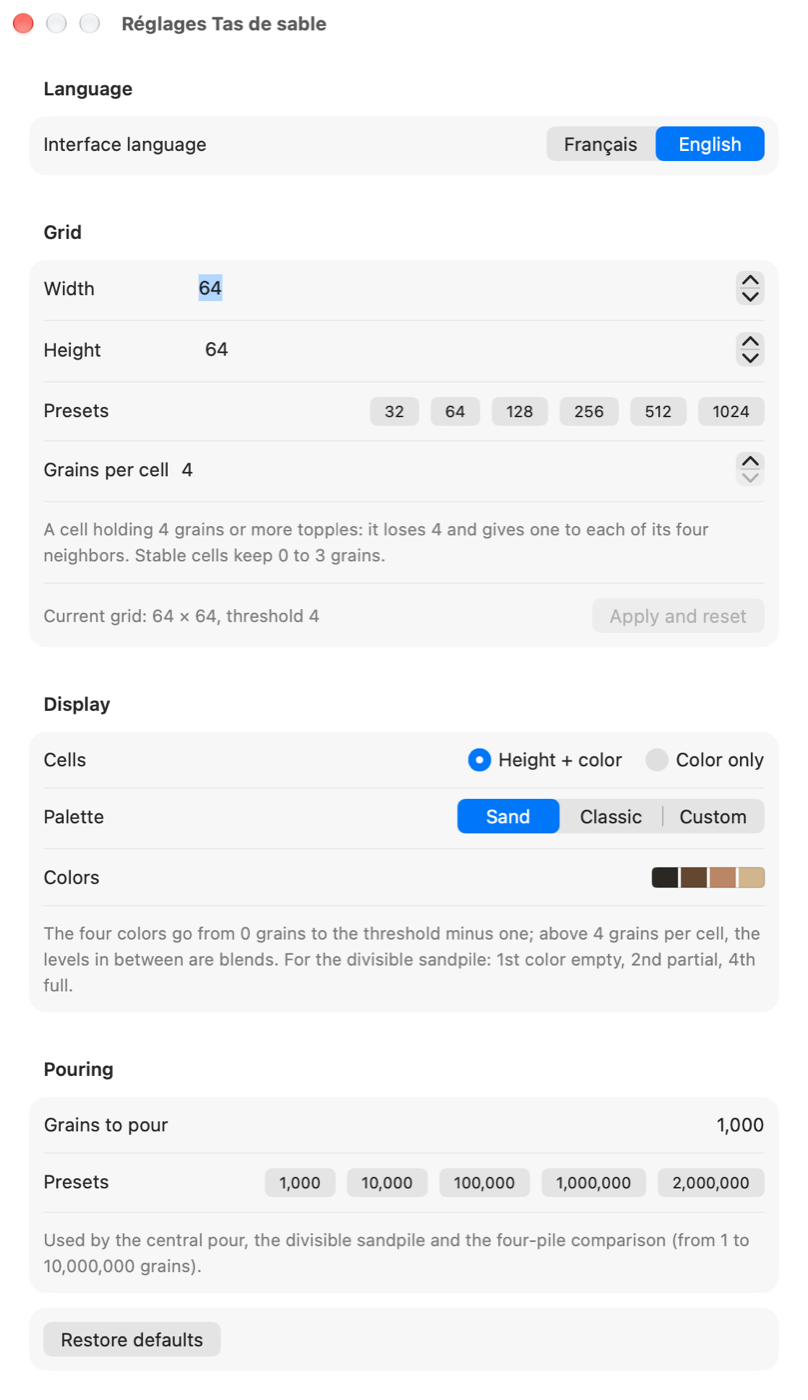 Réglages Tas de sable
Language
Interface language Français English
Grid
Width 64
Height 64
Presets 32 64 128 256 512 1024
Grains per cell 4
A cell holding 4 grains or more topples: it loses 4 and gives one to each of its four
neighbors. Stable cells keep 0 to 3 grains.
Current grid: 64 × 64, threshold 4 Apply and reset
Display
Cells Height + color Color only
Palette Sand Classic Custom
Colors
The four colors go from 0 grains to the threshold minus one; above 4 grains per cell, the
levels in between are blends. For the divisible sandpile: 1st color empty, 2nd partial, 4th
full.
Pouring
Grains to pour 1,000
Presets 1,000 10,000 100,000 1,000,000 2,000,000
Used by the central pour, the divisible sandpile and the four-pile comparison (from 1 to
10,000,000 grains).
Restore defaults